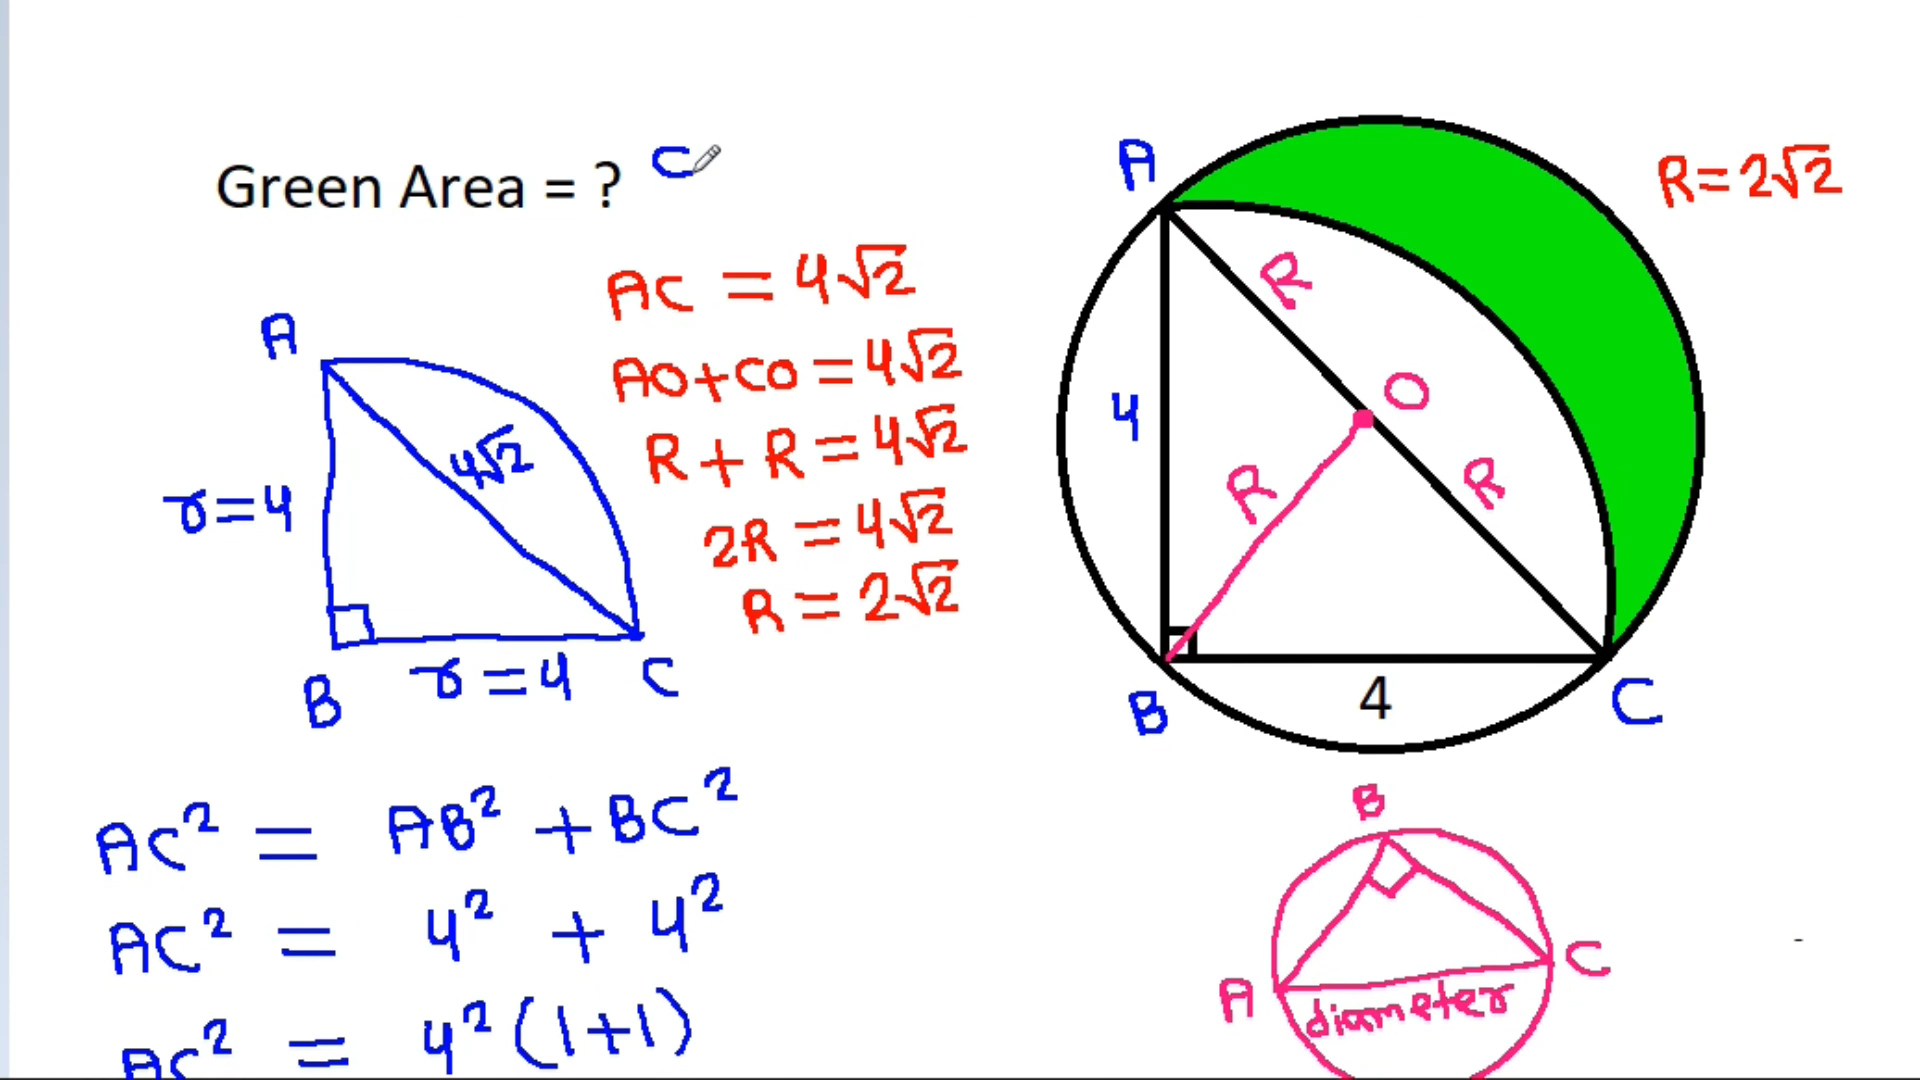 Green Area = ? C
AC = 4√2
AO+CO = 4√2
R + R = 4√2
2R = 4√2
R = 2√2
A
4√2
r=4
B
r=4
C
AC² = AB² + BC²
AC² = 4² + 4²
AC² = 4²(1+1)
A
R=2√2
R
O
4
R
R
B
4
C
B
A
C
diameter